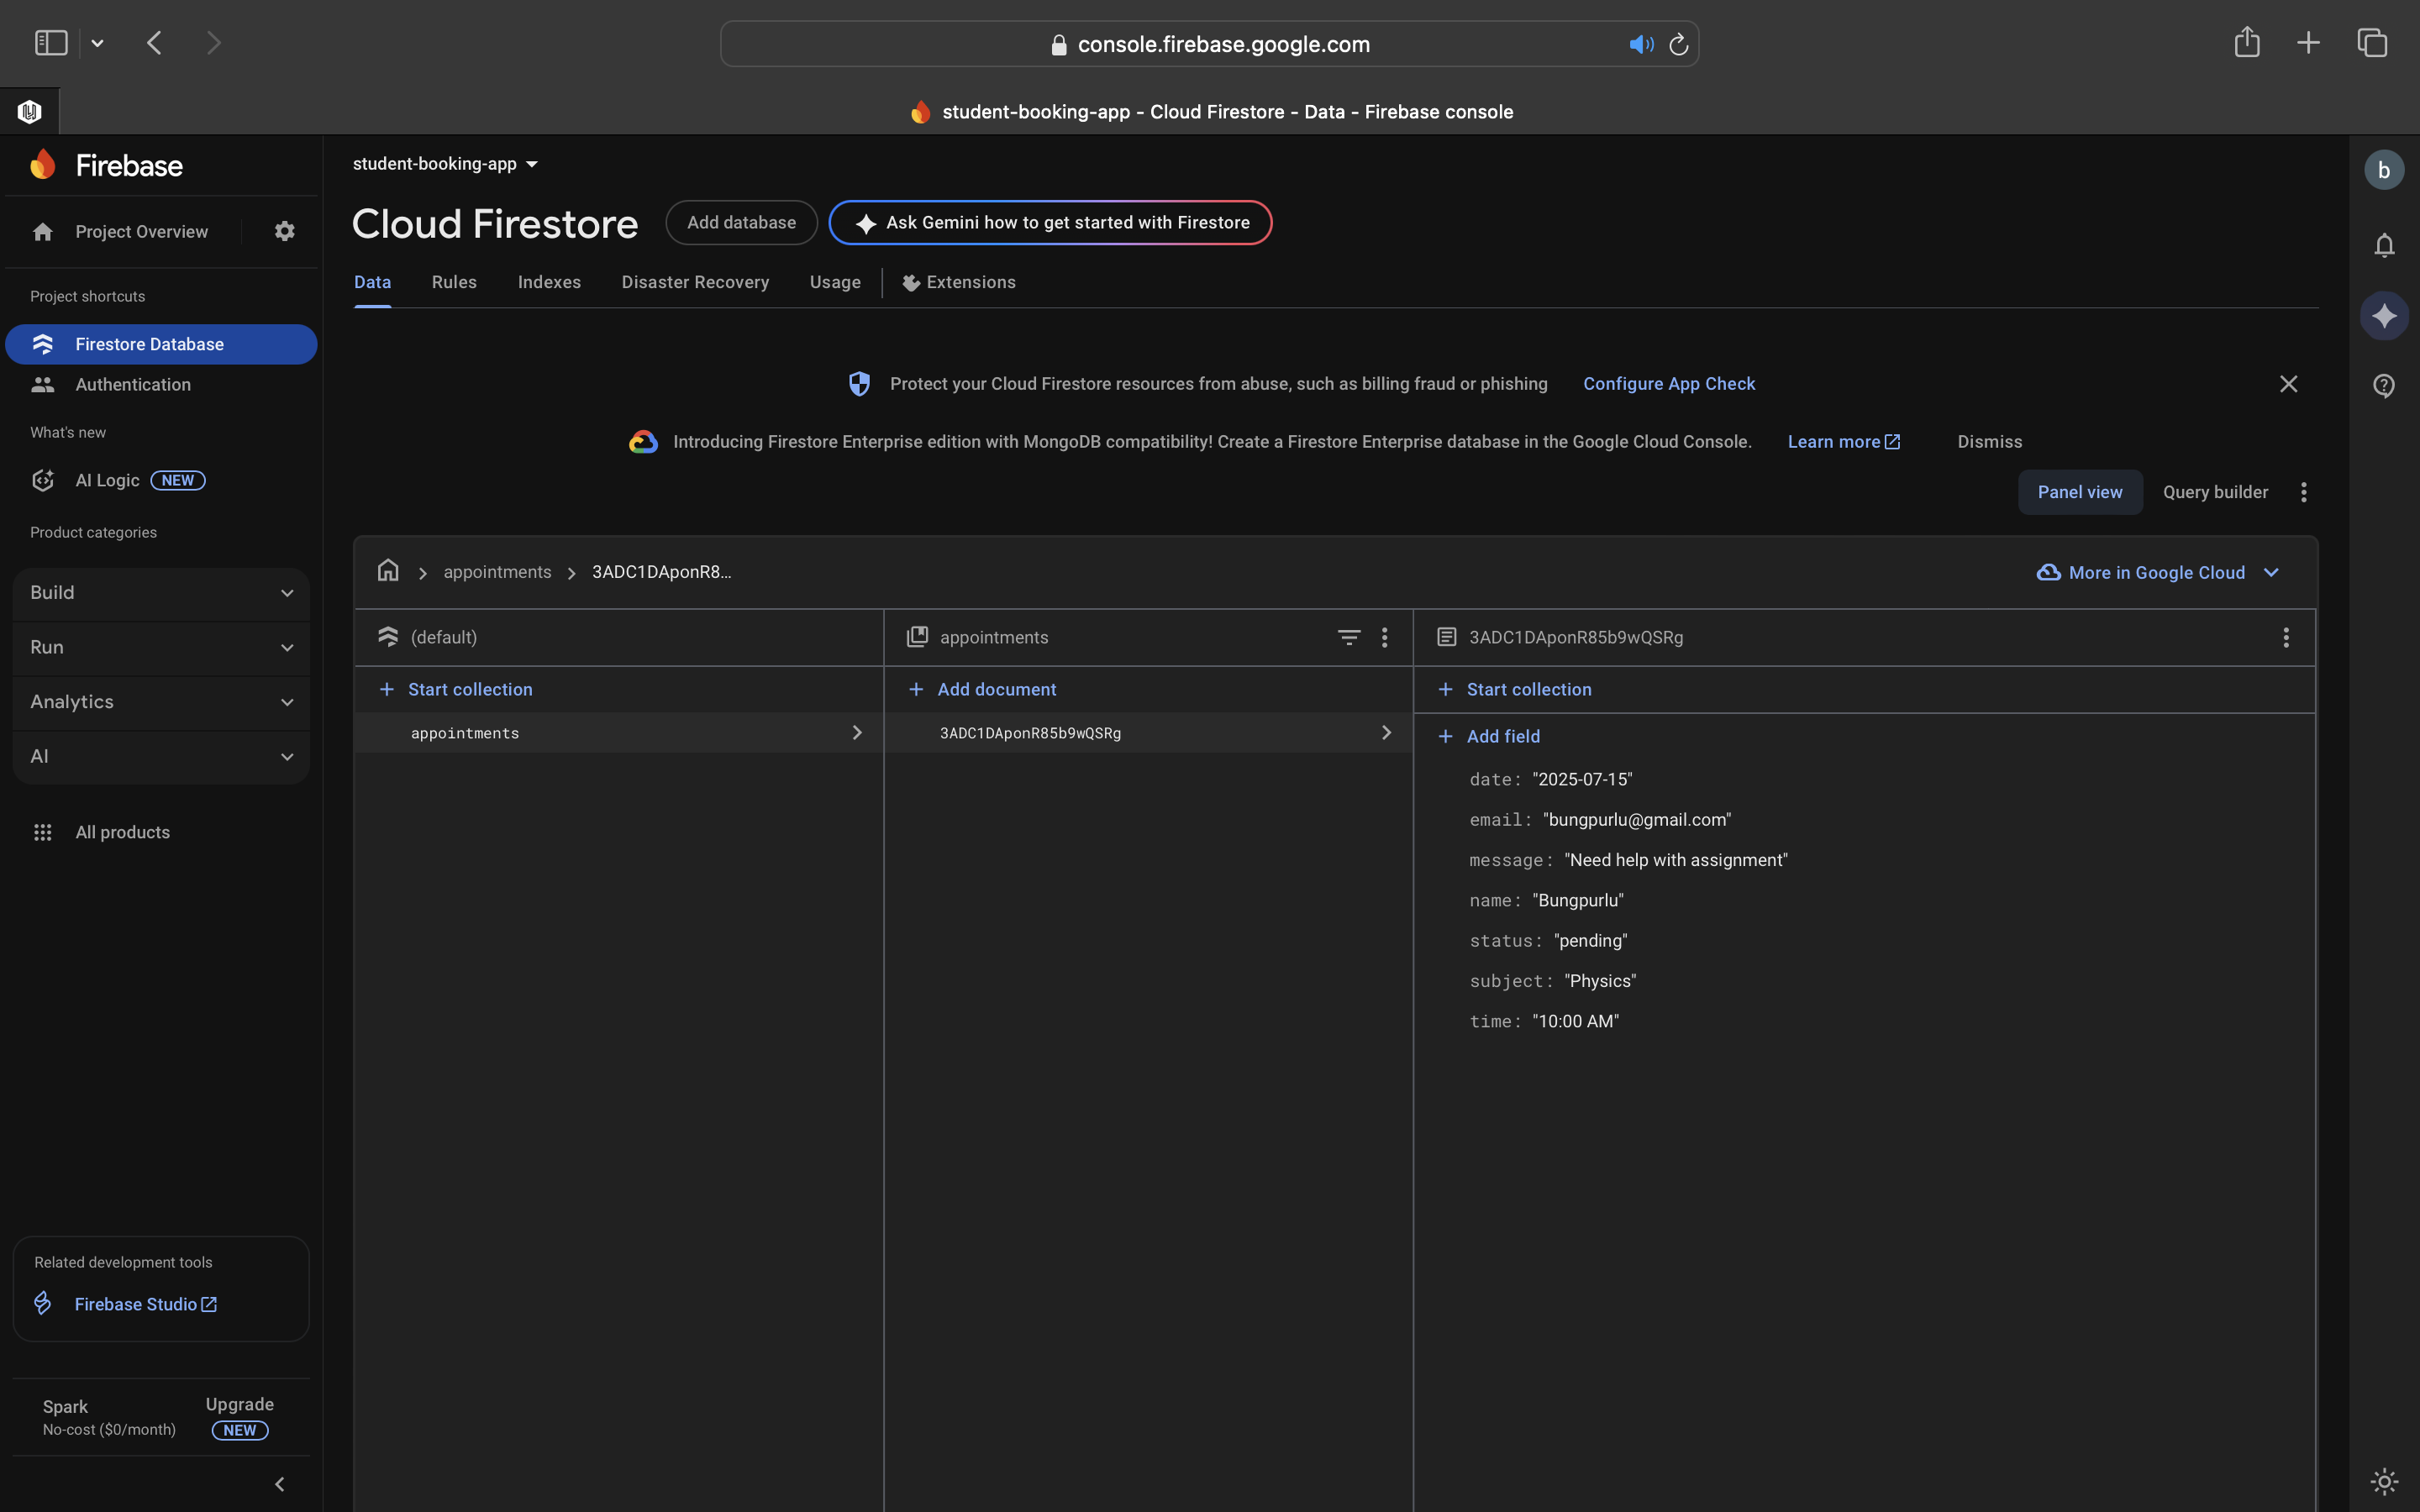 console.firebase.google.com
student-booking-app - Cloud Firestore - Data - Firebase console
Firebase
Project Overview
Project shortcuts
Firestore Database
Authentication
What's new
AI Logic NEW
Product categories
Build
Run
Analytics
AI
All products
Related development tools
Firebase Studio
Spark
No-cost ($0/month)
Upgrade
NEW
student-booking-app
Cloud Firestore
Add database
Ask Gemini how to get started with Firestore
Data Rules Indexes Disaster Recovery Usage Extensions
Protect your Cloud Firestore resources from abuse, such as billing fraud or phishing Configure App Check
Introducing Firestore Enterprise edition with MongoDB compatibility! Create a Firestore Enterprise database in the Google Cloud Console. Learn more Dismiss
Panel view Query builder
appointments 3ADC1DAponR8...
More in Google Cloud
(default)
Start collection
appointments
appointments
Add document
3ADC1DAponR85b9wQSRg
3ADC1DAponR85b9wQSRg
Start collection
Add field
date: "2025-07-15"
email: "bungpurlu@gmail.com"
message: "Need help with assignment"
name: "Bungpurlu"
status: "pending"
subject: "Physics"
time: "10:00 AM"
b